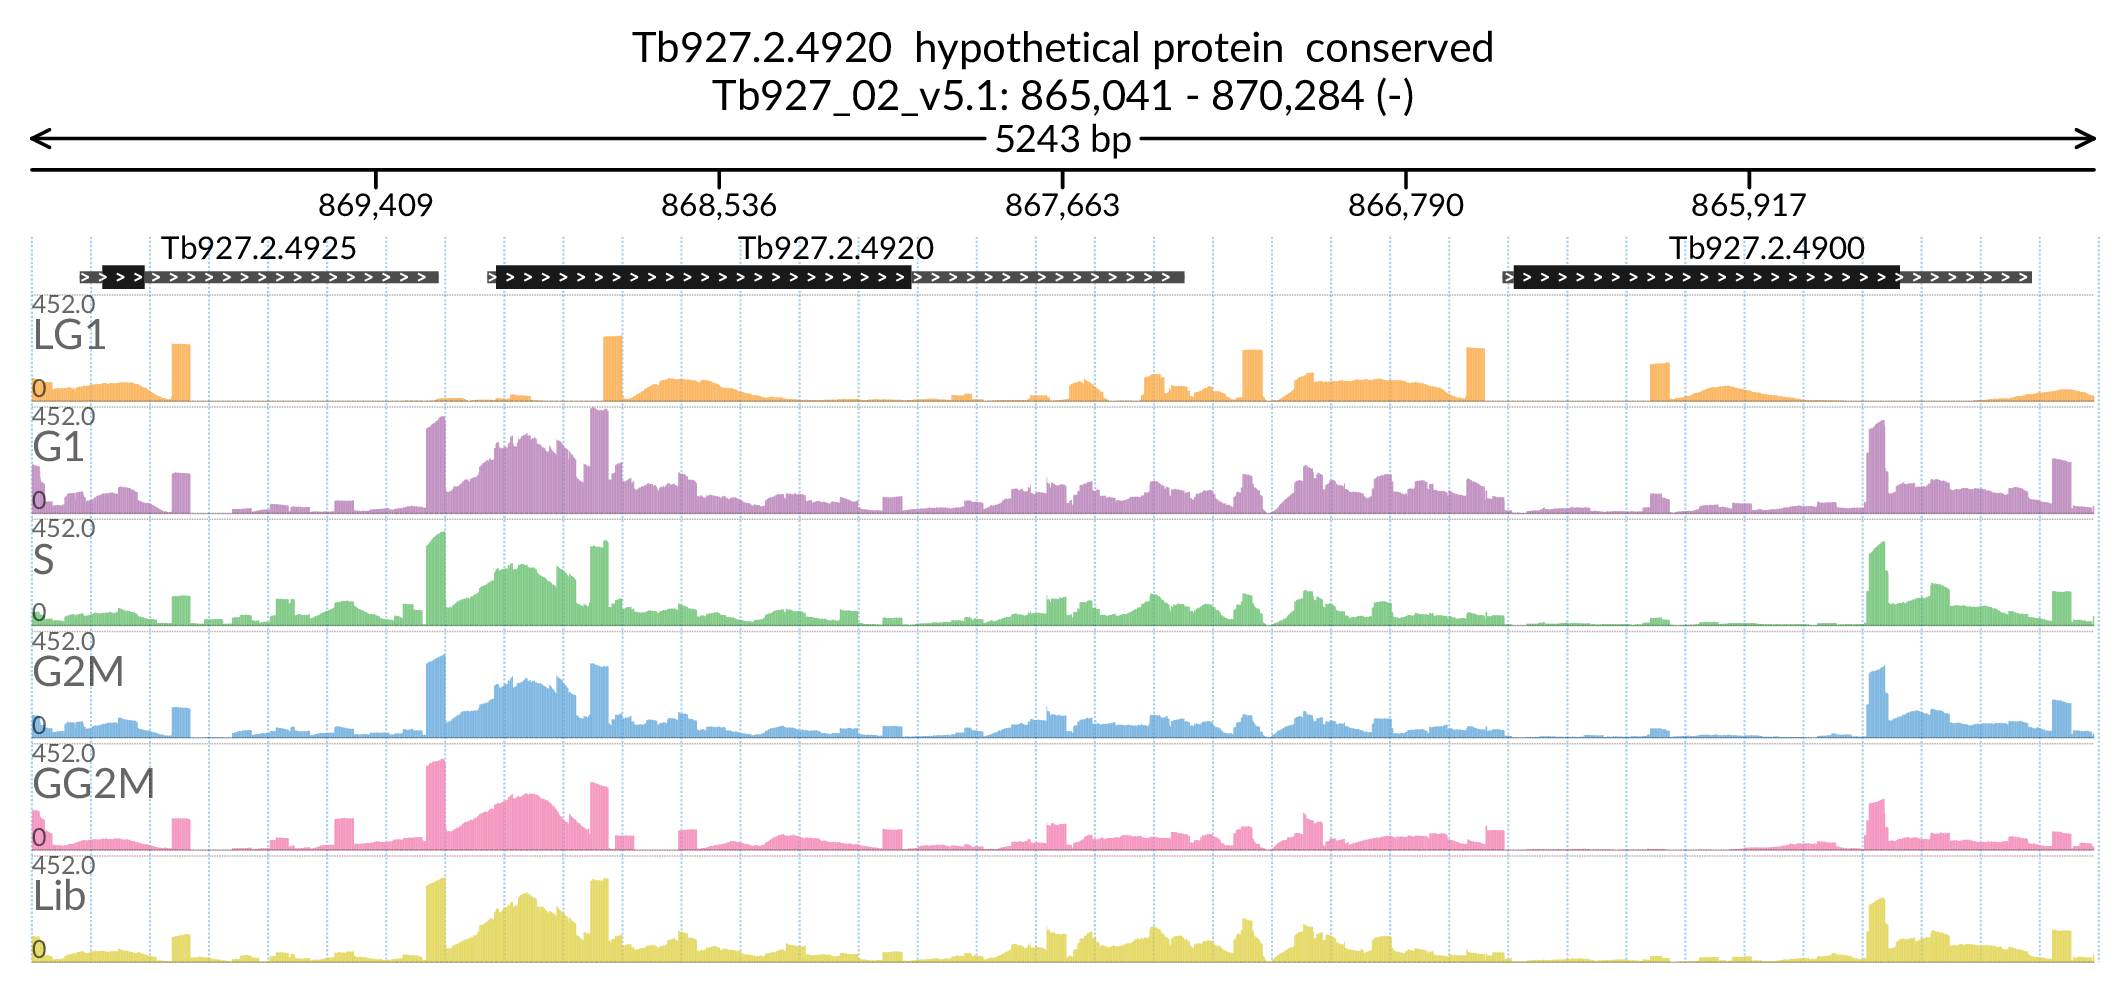 Tb927.2.4920 hypothetical protein conserved
Tb927_02_v5.1: 865,041 - 870,284 (-)
5243 bp
869,409 868,536 867,663 866,790 865,917
Tb927.2.4925 Tb927.2.4920 Tb927.2.4900
452.0
LG1
0
452.0
G1
0
452.0
S
0
452.0
G2M
0
452.0
GG2M
0
452.0
Lib
0